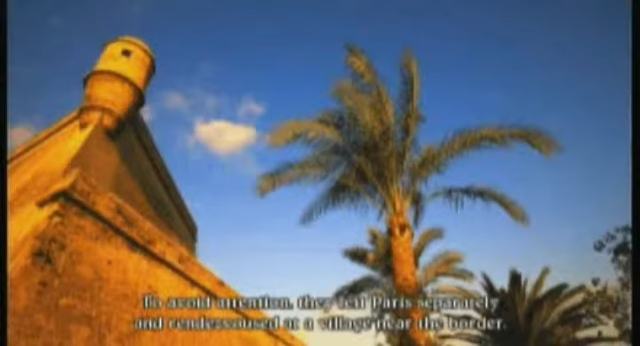 To avoid attention, they left Paris separately
and rendezvoused at a village near the border.